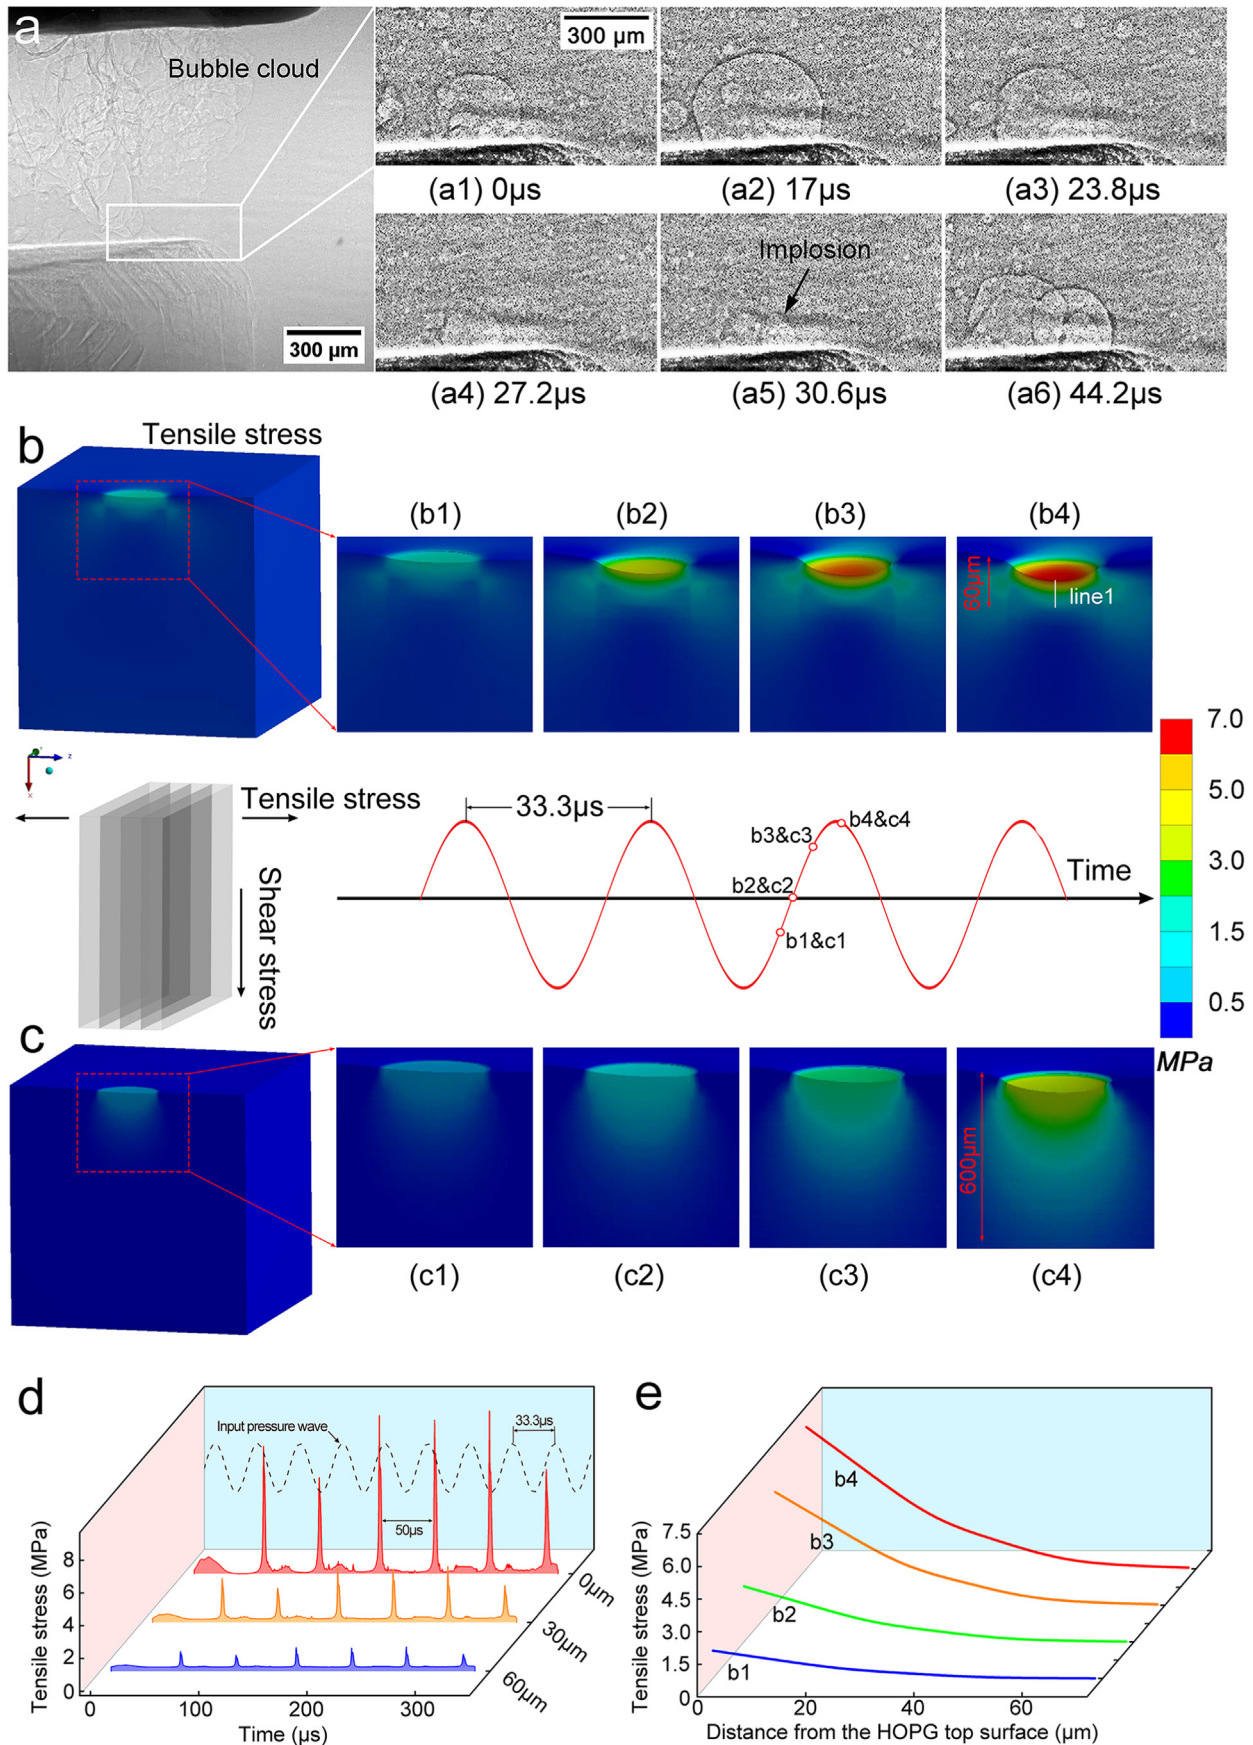 a
Bubble cloud
300 µm
300 µm
(a1) 0µs
(a2) 17µs
(a3) 23.8µs
Implosion
(a4) 27.2µs
(a5) 30.6µs
(a6) 44.2µs
b
Tensile stress
(b1)
(b2)
(b3)
(b4)
60µm
line1
z
x
Tensile stress
Shear stress
33.3µs
b3&c3
b4&c4
b2&c2
b1&c1
Time
7.0
5.0
3.0
1.5
0.5
MPa
c
600µm
(c1)
(c2)
(c3)
(c4)
d
Input pressure wave
33.3µs
50µs
Tensile stress (MPa)
8
6
4
2
0
0
100
200
300
Time (µs)
0µm
30µm
60µm
e
b4
b3
b2
b1
Tensile stress (MPa)
7.5
6.0
4.5
3.0
1.5
0
0
20
40
60
Distance from the HOPG top surface (µm)